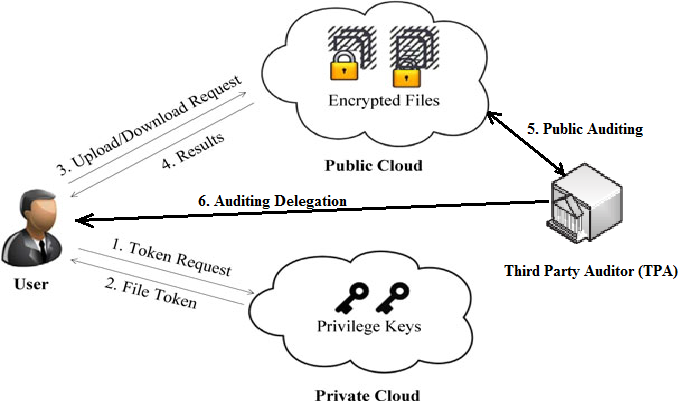 Encrypted Files
Public Cloud
3. Upload/Download Request
4. Results
5. Public Auditing
6. Auditing Delegation
Third Party Auditor (TPA)
User
1. Token Request
2. File Token
Privilege Keys
Private Cloud